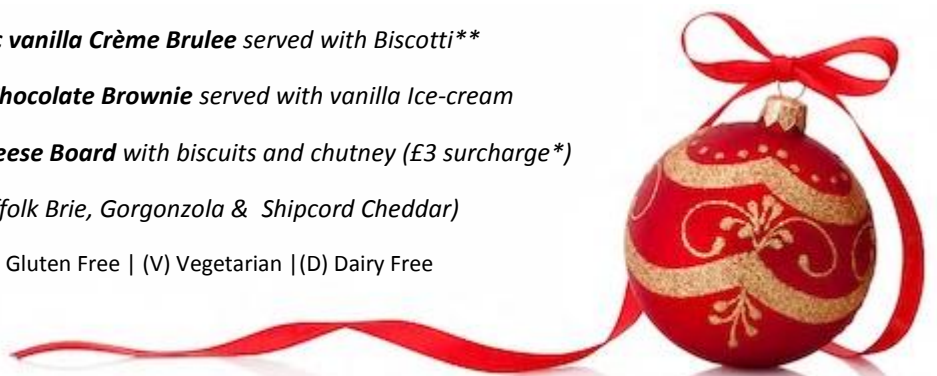 vanilla Crème Brulee served with Biscotti**
hocolate Brownie served with vanilla Ice-cream
eese Board with biscuits and chutney (£3 surcharge*)
folk Brie, Gorgonzola & Shipcord Cheddar)
Gluten Free | (V) Vegetarian |(D) Dairy Free